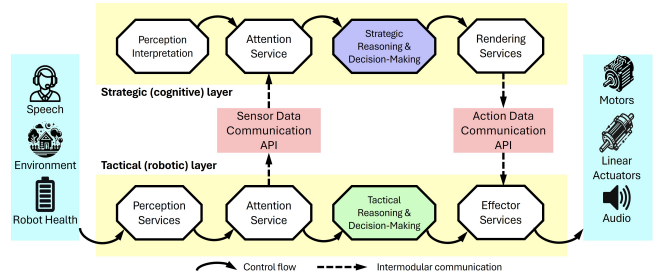 Perception
Interpretation
Attention
Service
Strategic
Reasoning &
Decision-Making
Rendering
Services
Strategic (cognitive) layer
Speech
Environment
Robot Health
Sensor Data
Communication
API
Action Data
Communication
API
Motors
Linear
Actuators
Audio
Tactical (robotic) layer
Perception
Services
Attention
Service
Tactical
Reasoning &
Decision-Making
Effector
Services
Control flow
Intermodular communication